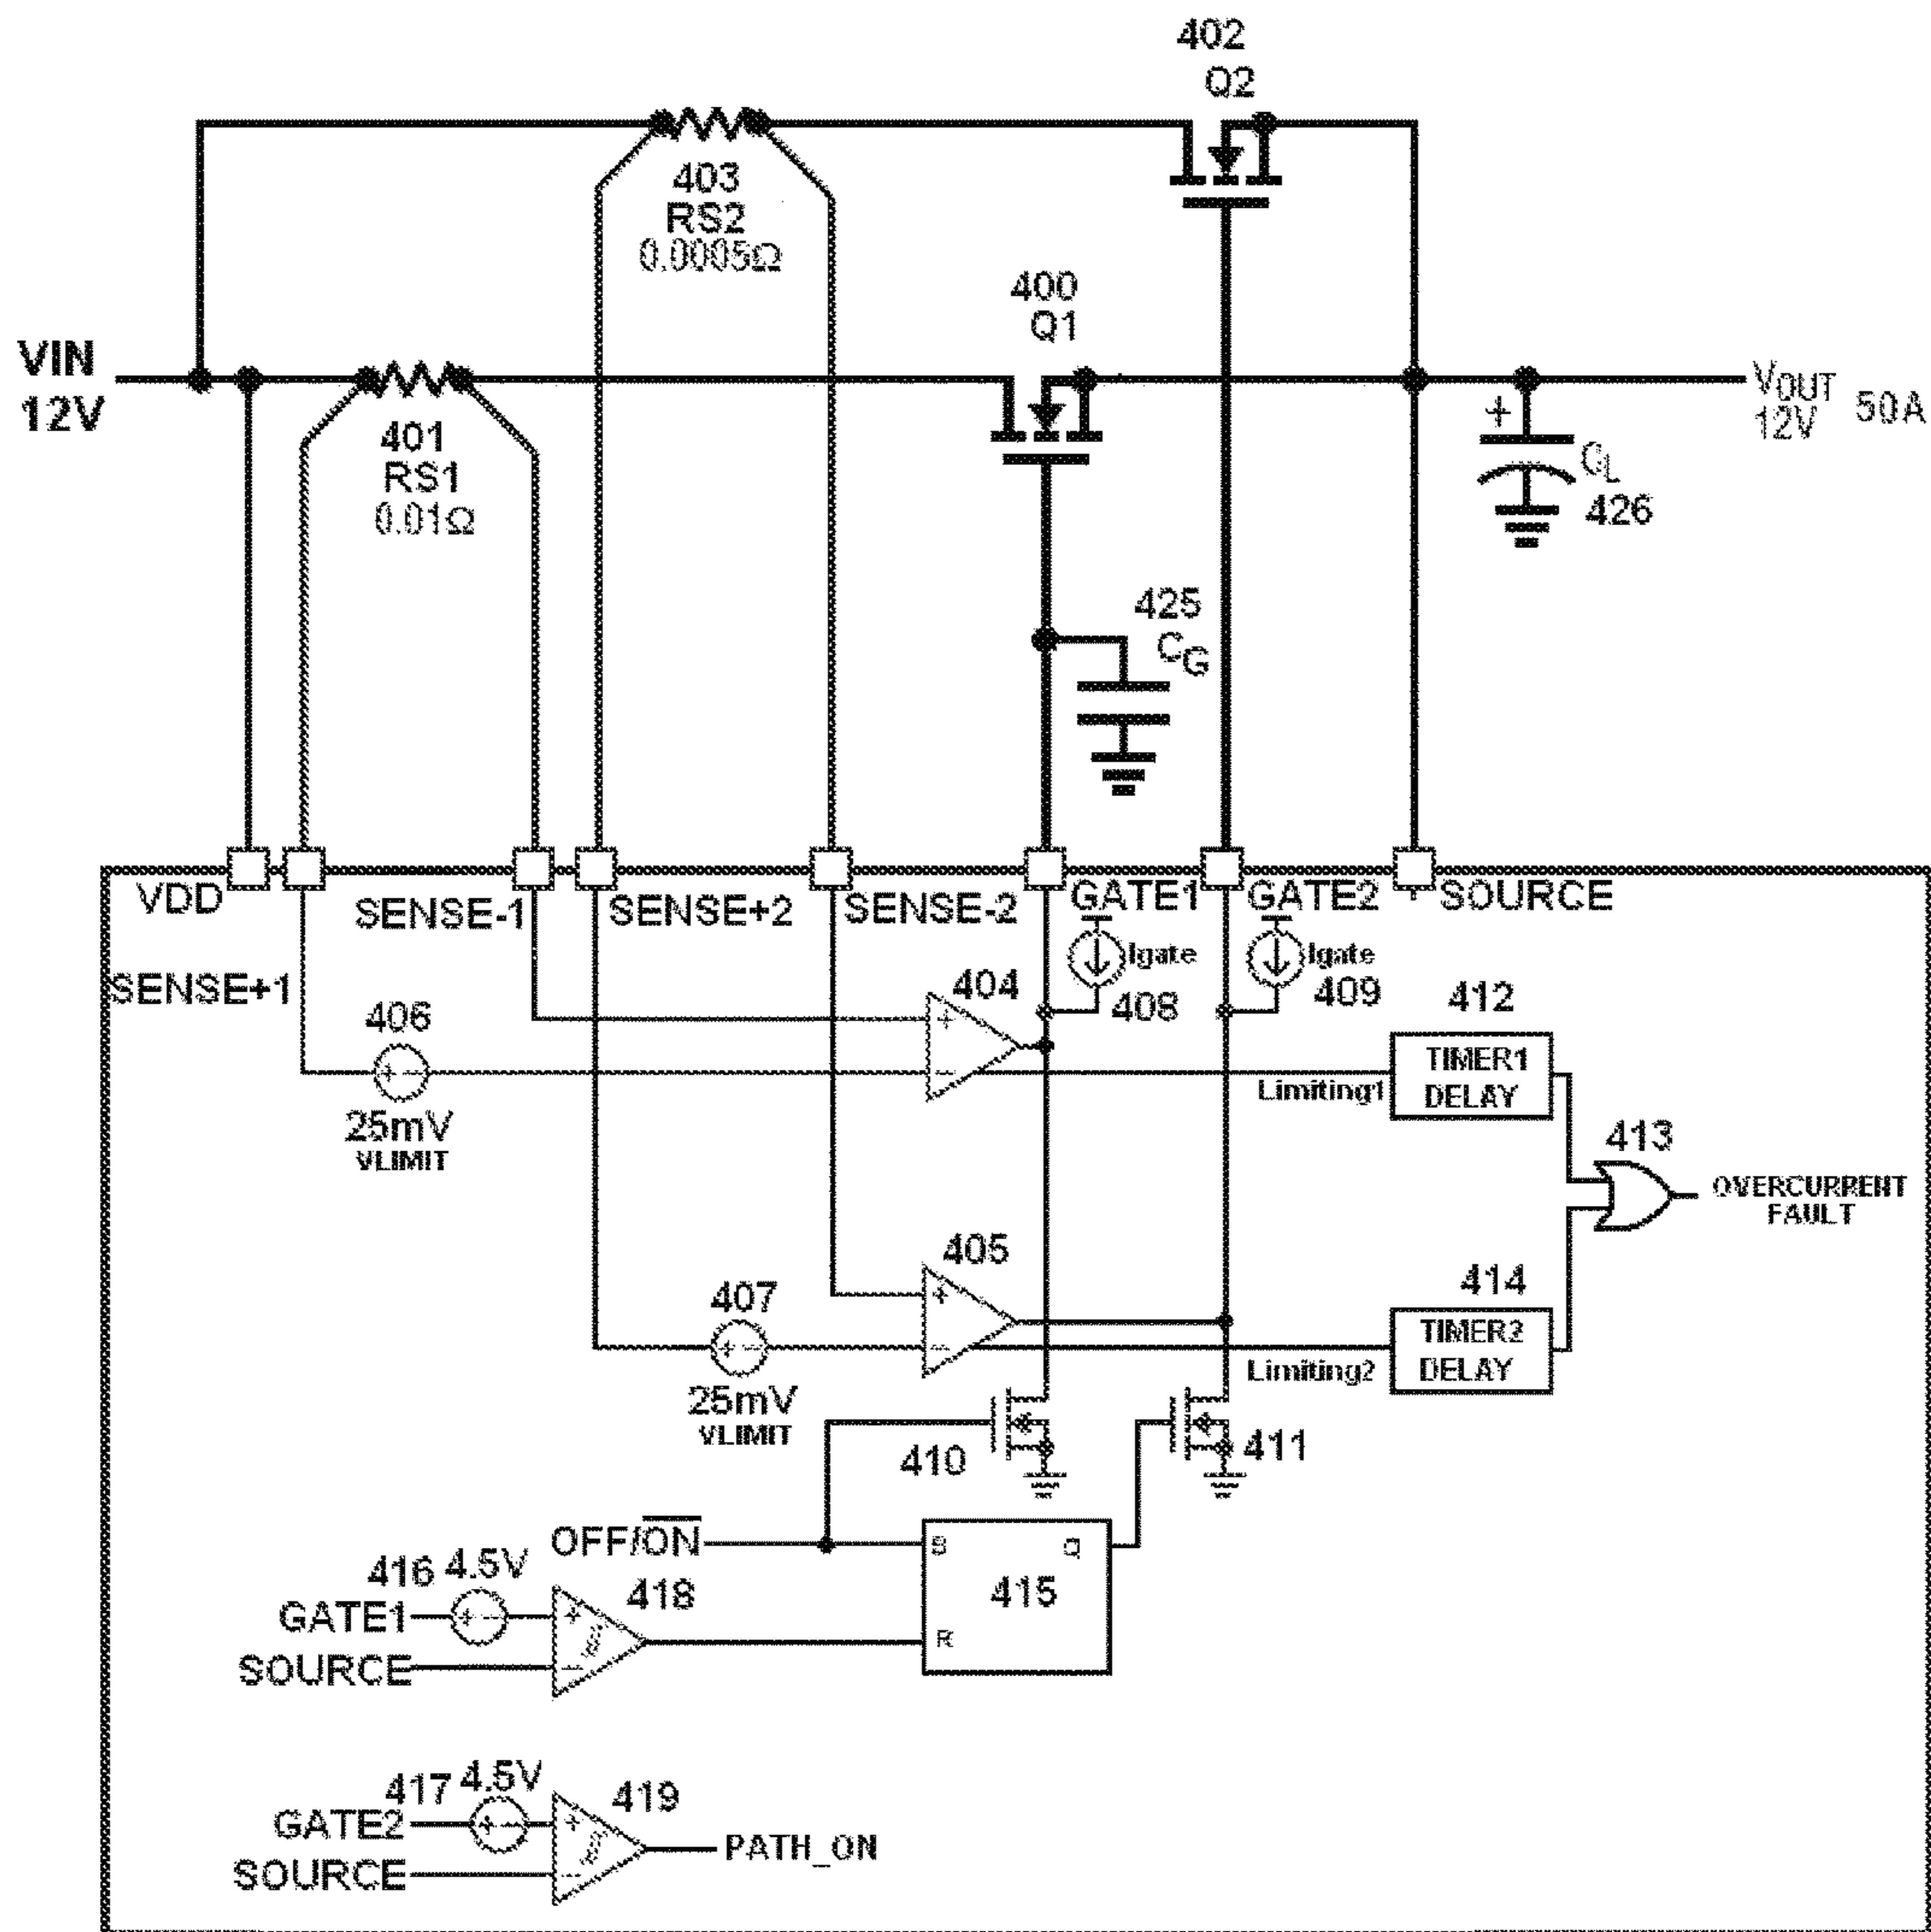 402
Q2
403
RS2
0.0005Ω
400
Q1
VIN
12V
401
RS1
0.01Ω
VOUT
12V
50A
+
CL
426
425
CG
VDD
SENSE+1
SENSE-1
SENSE+2
SENSE-2
GATE1
GATE2
SOURCE
Igate
408
Igate
409
404
+
−
406
+ −
25mV
VLIMIT
412
TIMER1
DELAY
Limiting1
413
OVERCURRENT
FAULT
405
+
−
407
+ −
25mV
VLIMIT
414
TIMER2
DELAY
Limiting2
410
411
OFF/ON
S
Q
415
R
416
4.5V
GATE1
+ −
+
−
418
SOURCE
417
4.5V
GATE2
+ −
+
−
419
SOURCE
PATH_ON